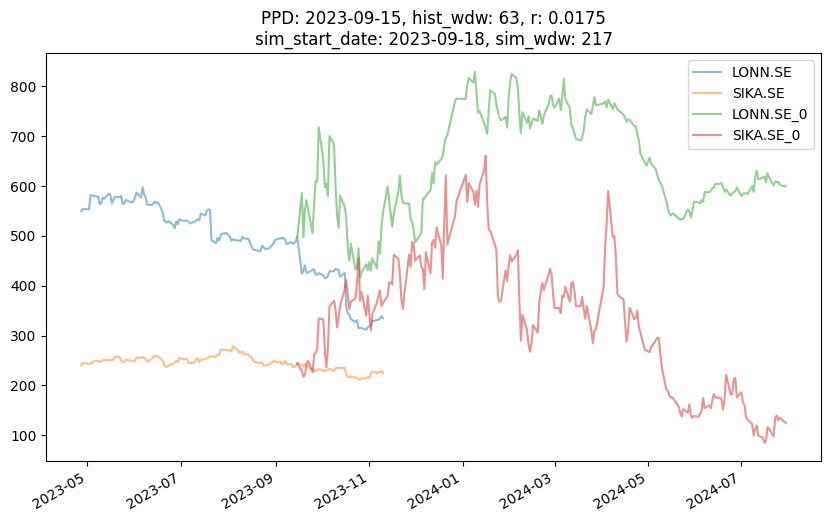 PPD: 2023-09-15, hist_wdw: 63, r: 0.0175
sim_start_date: 2023-09-18, sim_wdw: 217
LONN.SE
SIKA.SE
LONN.SE_0
SIKA.SE_0
800
700
600
500
400
300
200
100
2023-05
2023-07
2023-09
2023-11
2024-01
2024-03
2024-05
2024-07